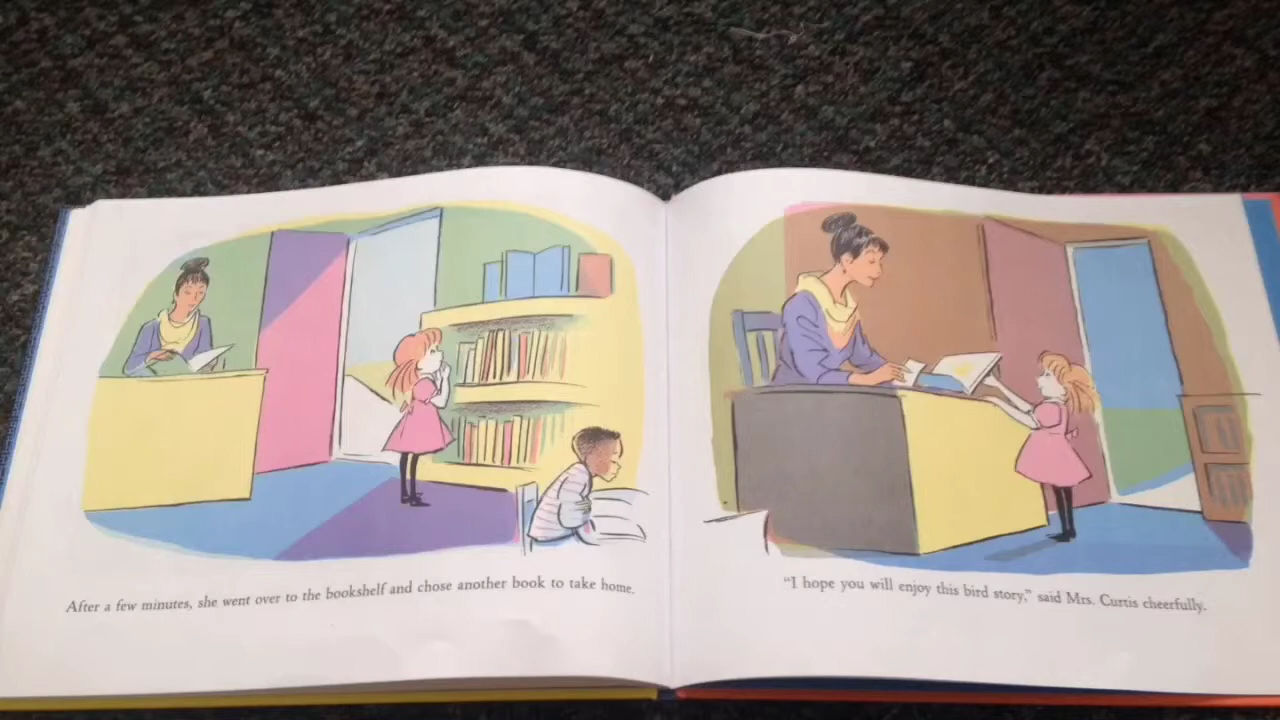 After a few minutes, she went over to the bookshelf and chose another book to take home.
“I hope you will enjoy this bird story,” said Mrs. Curtis cheerfully.